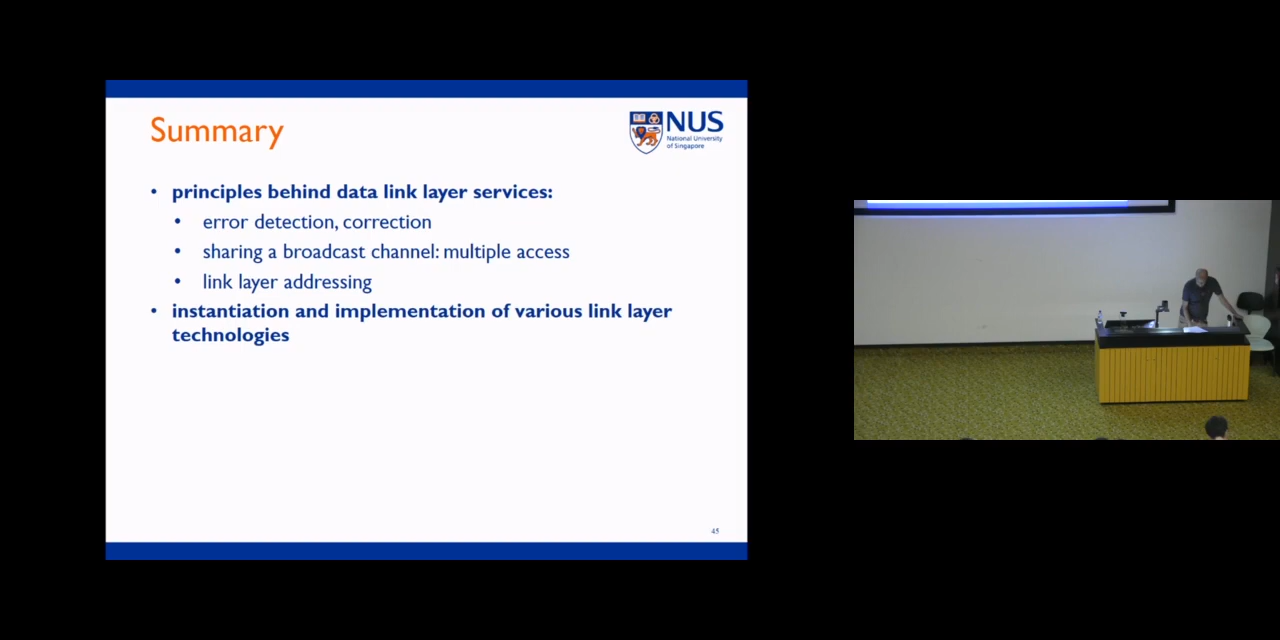 Summary
NUS
National University
of Singapore
• principles behind data link layer services:
• error detection, correction
• sharing a broadcast channel: multiple access
• link layer addressing
• instantiation and implementation of various link layer
technologies
45